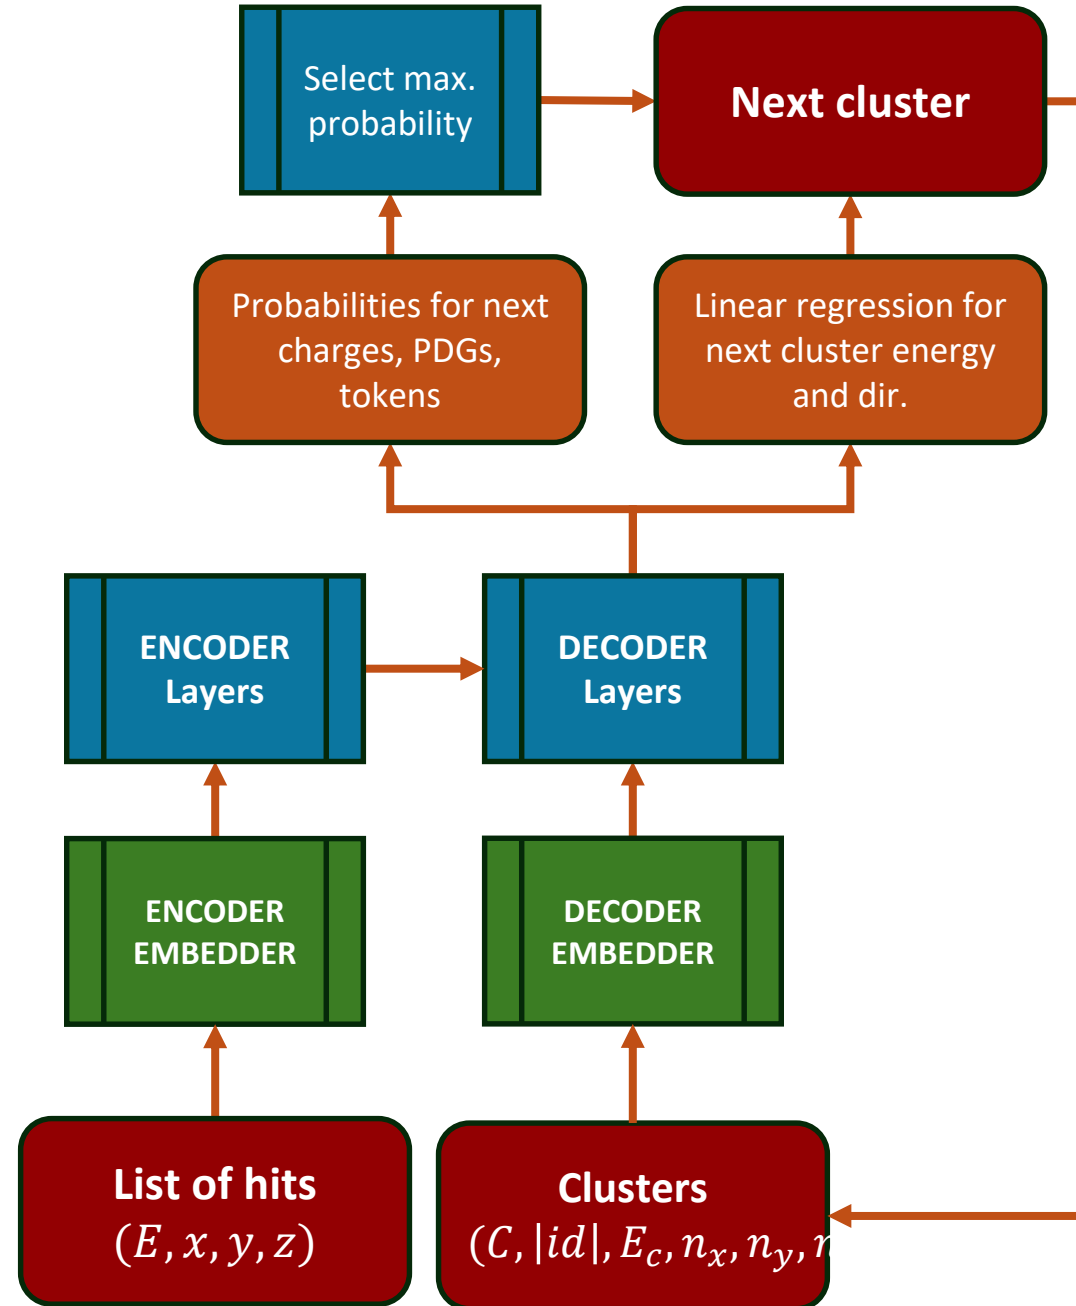 Select max.
probability
Next cluster
Probabilities for next
charges, PDGs,
tokens
Linear regression for
next cluster energy
and dir.
ENCODER
Layers
DECODER
Layers
ENCODER
EMBEDDER
DECODER
EMBEDDER
List of hits
(E, x, y, z)
Clusters
(C, |id|, E_c, n_x, n_y,